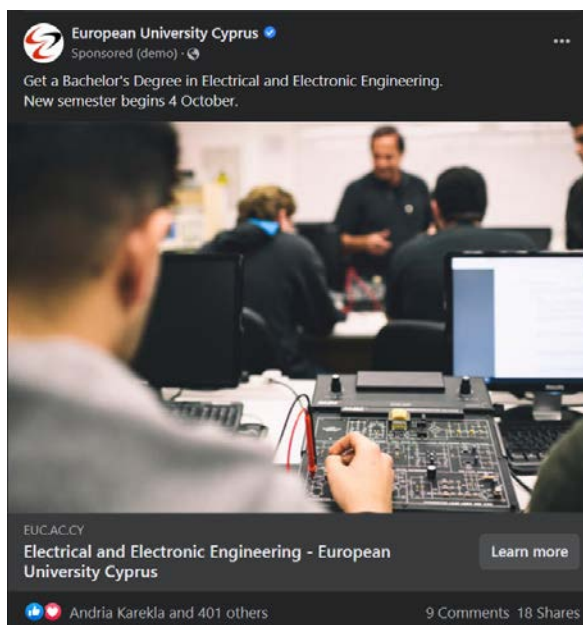 European University Cyprus
Sponsored (demo) ·
Get a Bachelor's Degree in Electrical and Electronic Engineering.
New semester begins 4 October.
PHILIPS
EUC.AC.CY
Electrical and Electronic Engineering - European
University Cyprus
Learn more
Andria Karekla and 401 others
9 Comments 18 Shares